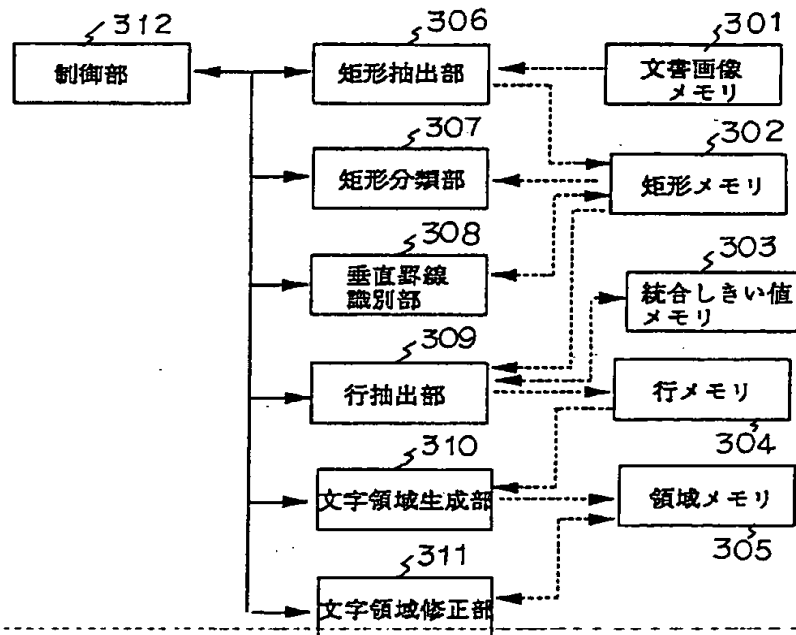 312
制御部
306
矩形抽出部
301
文書画像
メモリ
307
矩形分類部
302
矩形メモリ
308
垂直罫線
識別部
303
統合しきい値
メモリ
309
行抽出部
行メモリ
304
310
文字領域生成部
領域メモリ
305
311
文字領域修正部